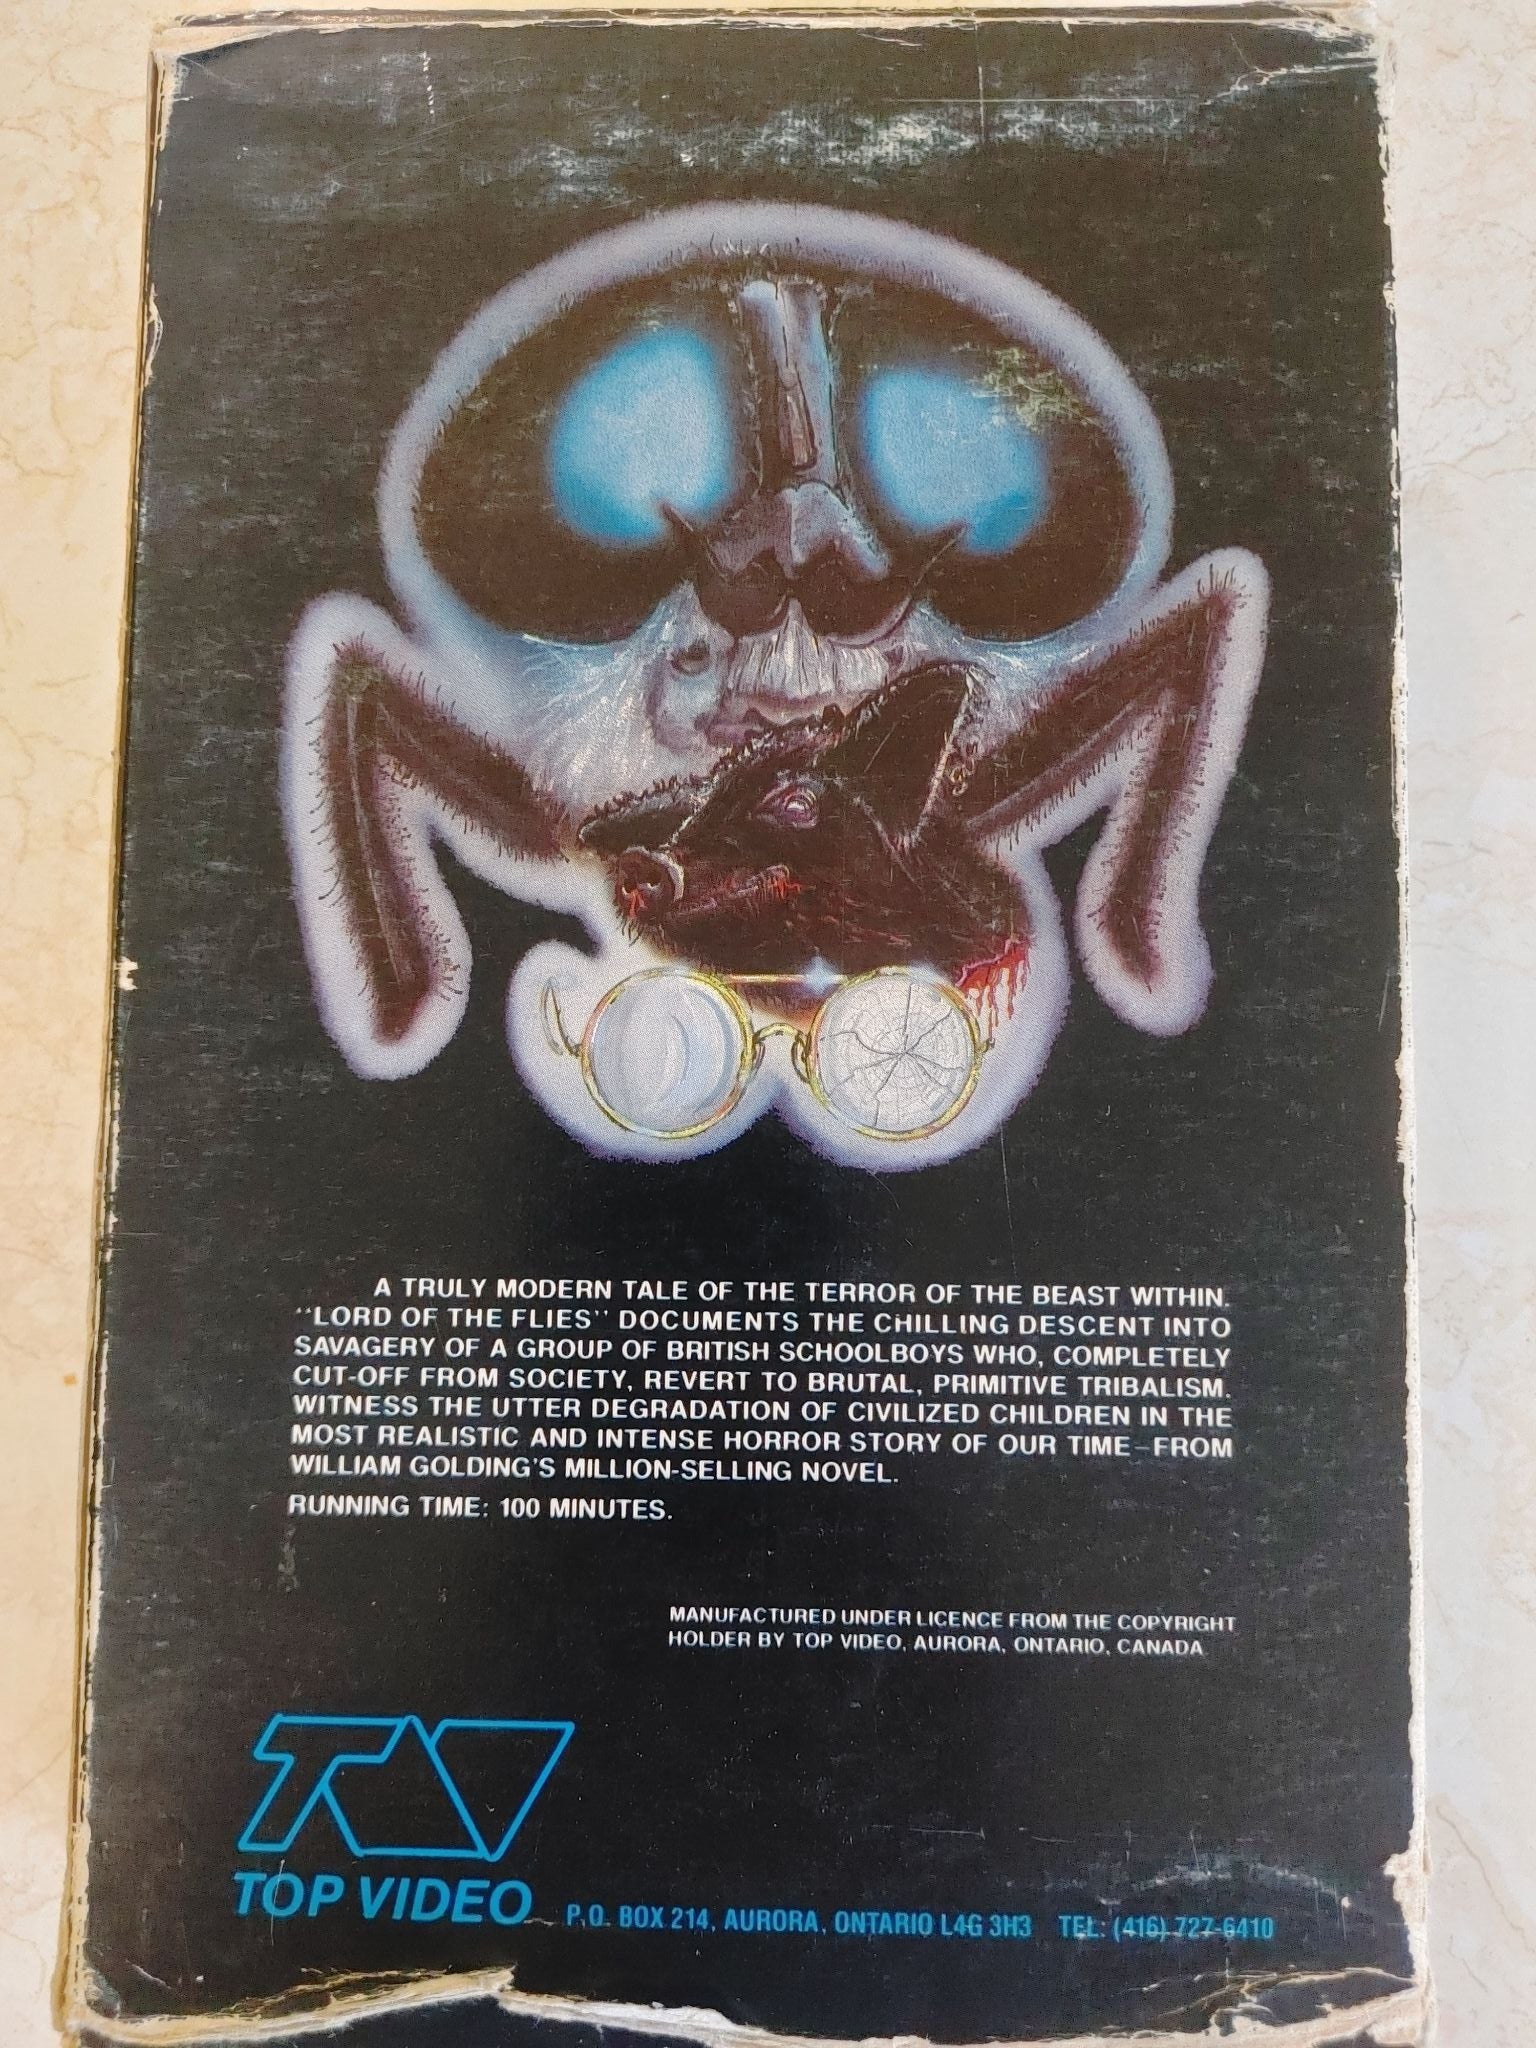 A TRULY MODERN TALE OF THE TERROR OF THE BEAST WITHIN.
"LORD OF THE FLIES" DOCUMENTS THE CHILLING DESCENT INTO
SAVAGERY OF A GROUP OF BRITISH SCHOOLBOYS WHO, COMPLETELY
CUT-OFF FROM SOCIETY, REVERT TO BRUTAL, PRIMITIVE TRIBALISM.
WITNESS THE UTTER DEGRADATION OF CIVILIZED CHILDREN IN THE
MOST REALISTIC AND INTENSE HORROR STORY OF OUR TIME–FROM
WILLIAM GOLDING'S MILLION-SELLING NOVEL.
RUNNING TIME: 100 MINUTES.
MANUFACTURED UNDER LICENCE FROM THE COPYRIGHT
HOLDER BY TOP VIDEO, AURORA, ONTARIO, CANADA
TV
TOP VIDEO P.O. BOX 214, AURORA, ONTARIO L4G 3H3 TEL: (416) 727-6410